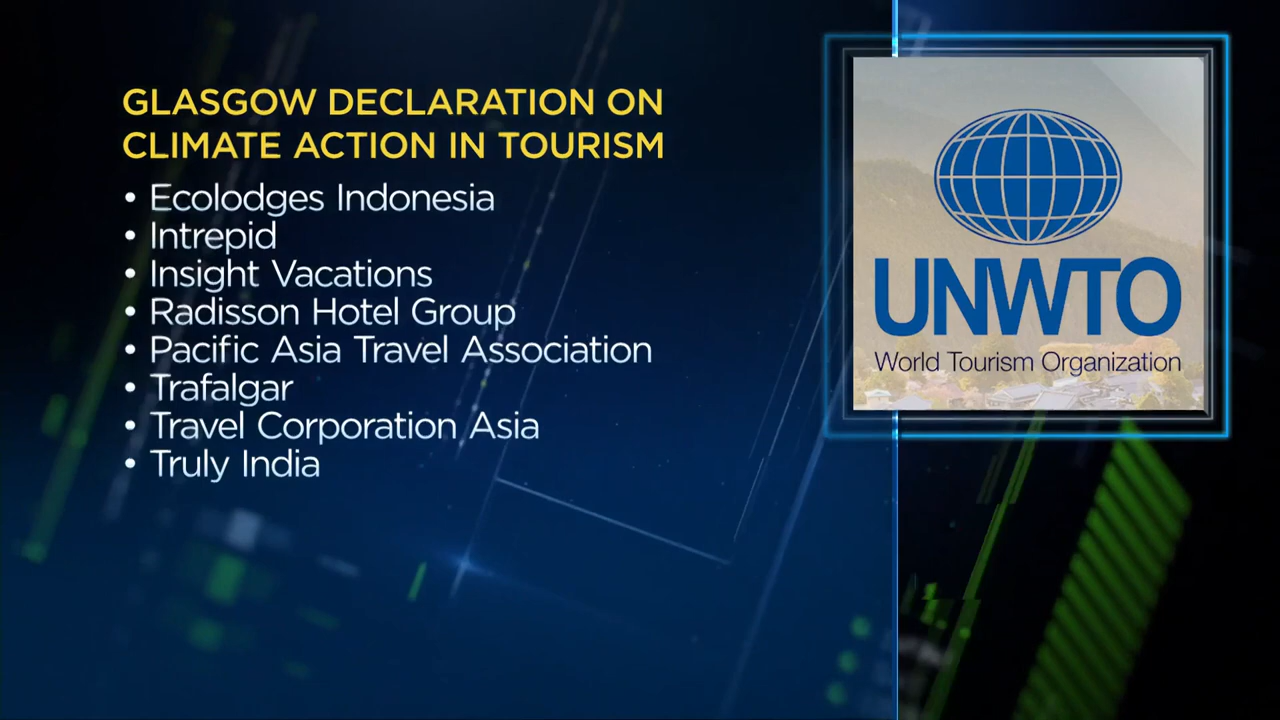 GLASGOW DECLARATION ON
CLIMATE ACTION IN TOURISM
• Ecolodges Indonesia
• Intrepid
• Insight Vacations
• Radisson Hotel Group
• Pacific Asia Travel Association
• Trafalgar
• Travel Corporation Asia
• Truly India
UNWTO
World Tourism Organization